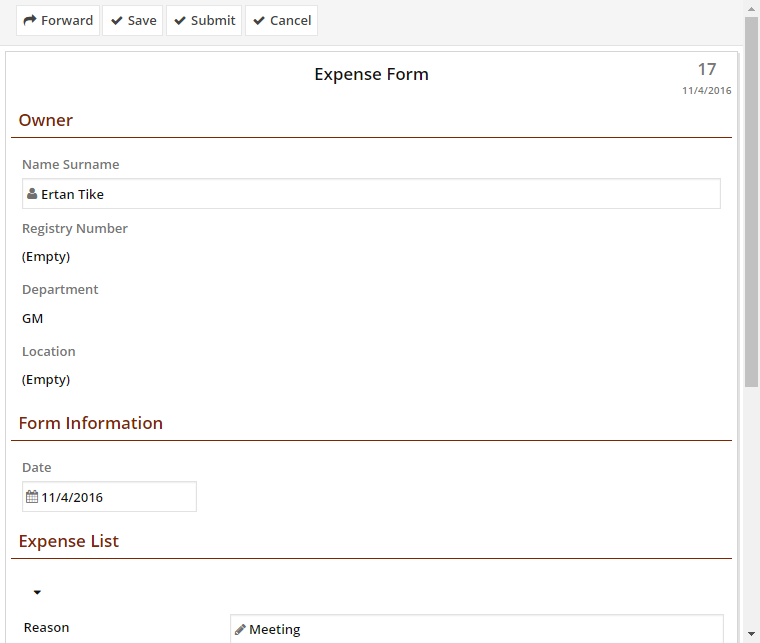 Forward Save Submit Cancel
Expense Form
17
11/4/2016
Owner
Name Surname
Ertan Tike
Registry Number
(Empty)
Department
GM
Location
(Empty)
Form Information
Date
11/4/2016
Expense List
Reason Meeting